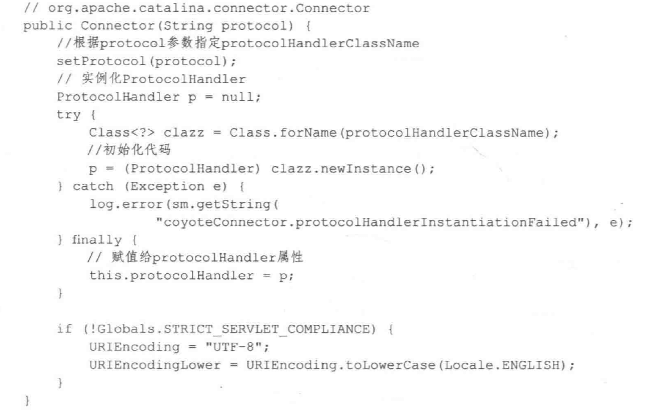 // org.apache.catalina.connector.Connector
public Connector(String protocol) {
    //根据protocol参数指定protocolHandlerClassName
    setProtocol(protocol);
    // 实例化ProtocolHandler
    ProtocolHandler p = null;
    try {
        Class<?> clazz = Class.forName(protocolHandlerClassName);
        //初始化代码
        p = (ProtocolHandler) clazz.newInstance();
    } catch (Exception e) {
        log.error(sm.getString(
                "coyoteConnector.protocolHandlerInstantiationFailed"), e);
    } finally {
        // 赋值给protocolHandler属性
        this.protocolHandler = p;
    }

    if (!Globals.STRICT_SERVLET_COMPLIANCE) {
        URIEncoding = "UTF-8";
        URIEncodingLower = URIEncoding.toLowerCase(Locale.ENGLISH);
    }
}